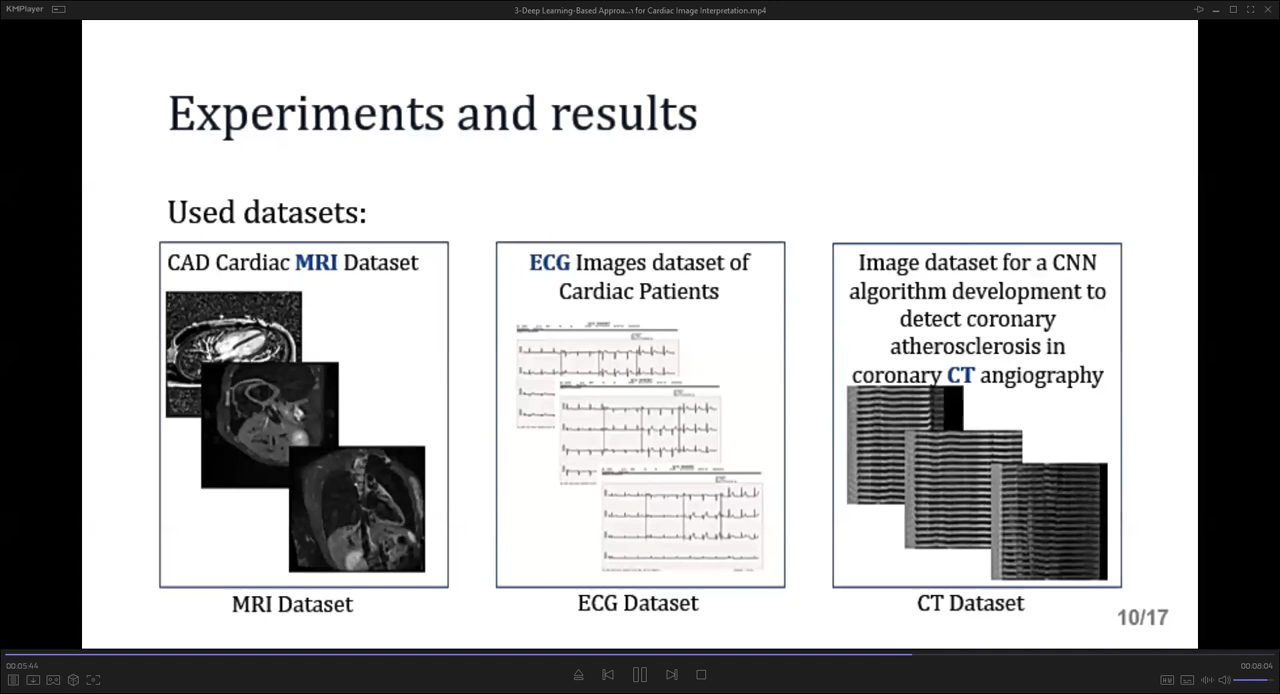 KMPlayer
3-Deep Learning-Based Approa...n for Cardiac Image Interpretation.mp4
Experiments and results
Used datasets:
CAD Cardiac MRI Dataset
MRI Dataset
ECG Images dataset of
Cardiac Patients
ECG Dataset
Image dataset for a CNN
algorithm development to
detect coronary
atherosclerosis in
coronary CT angiography
CT Dataset
10/17
00:05:44
00:08:04